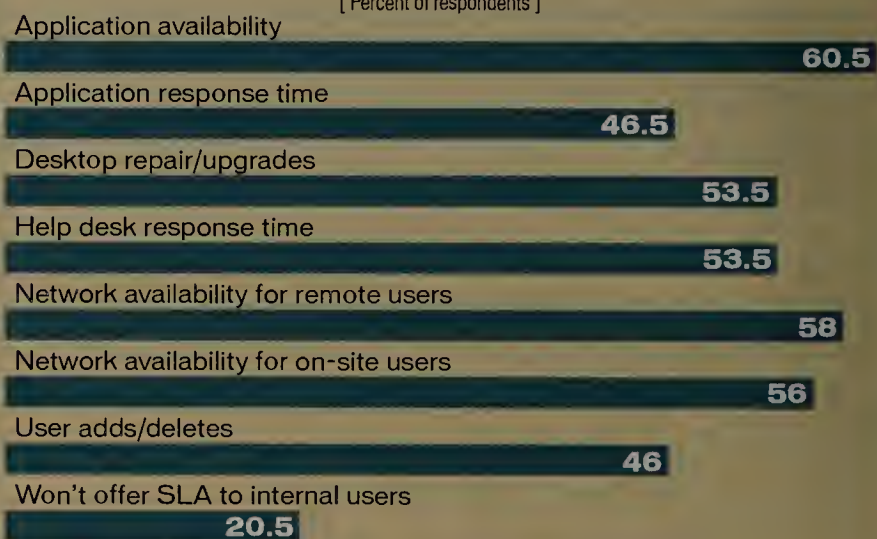 [ Percent of respondents ]
Application availability
60.5
Application response time
46.5
Desktop repair/upgrades
53.5
Help desk response time
53.5
Network availability for remote users
58
Network availability for on-site users
56
User adds/deletes
46
Won't offer SLA to internal users
20.5